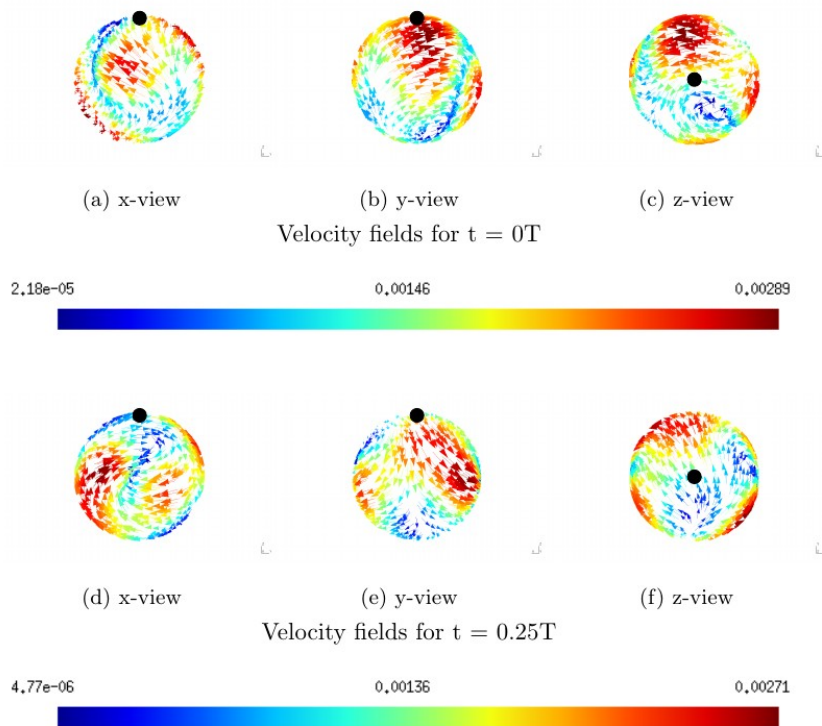 (a) x-view (b) y-view (c) z-view
Velocity fields for t = 0T
2.18e-05 0.00146 0.00289
(d) x-view (e) y-view (f) z-view
Velocity fields for t = 0.25T
4.77e-06 0.00136 0.00271